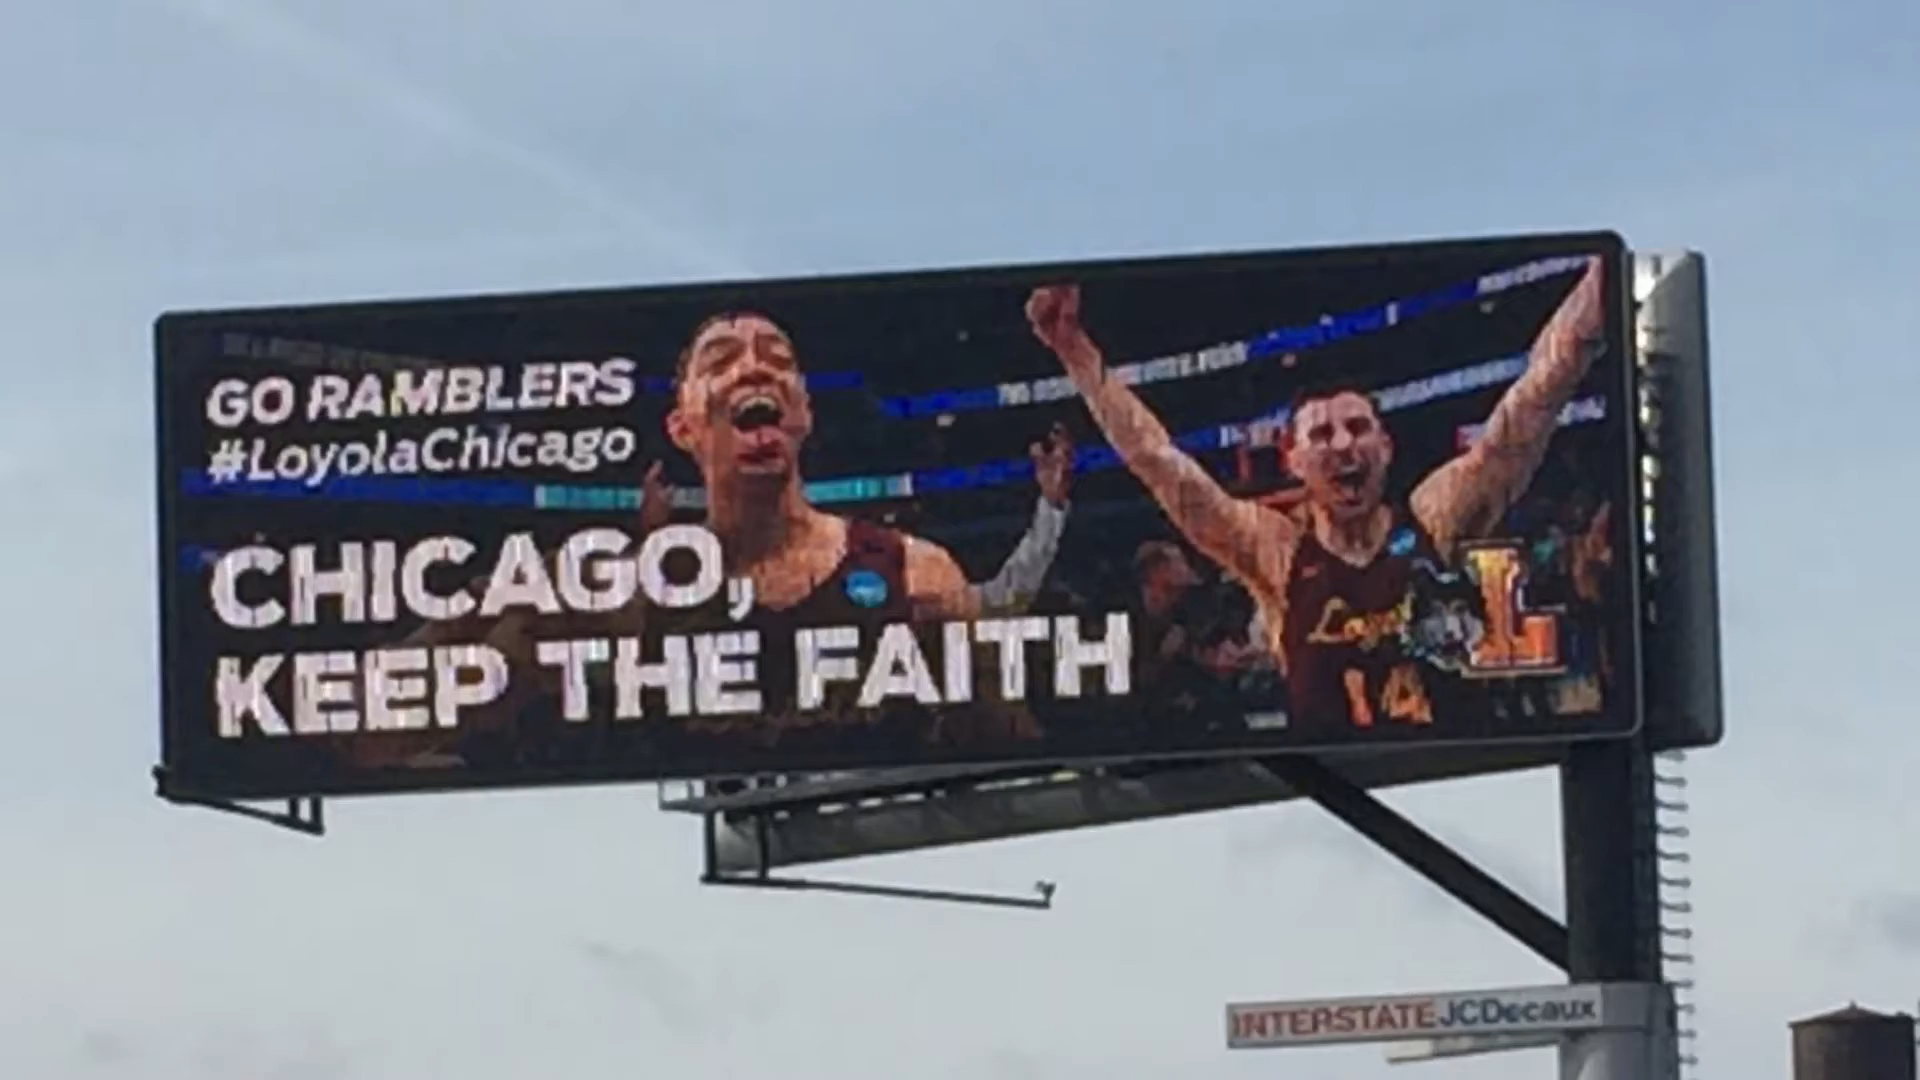 GO RAMBLERS
#LoyolaChicago
CHICAGO,
KEEP THE FAITH
Loyola
14
L
INTERSTATE JCDecaux